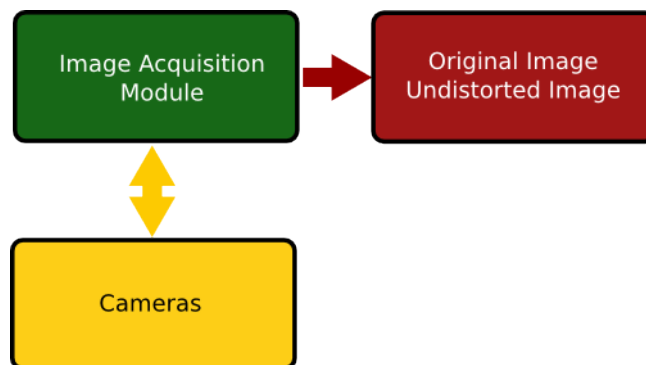 Image Acquisition
Module
Original Image
Undistorted Image
Cameras